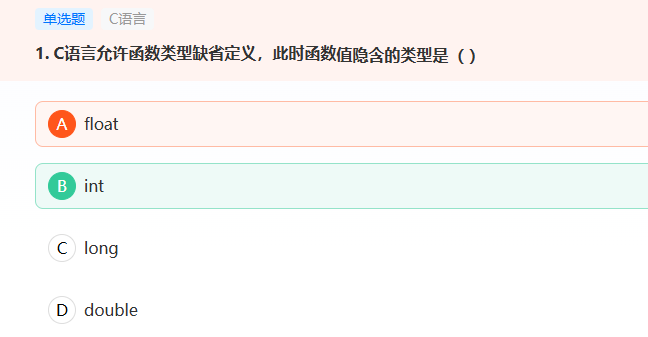 单选题 C语言
1. C语言允许函数类型缺省定义，此时函数值隐含的类型是（ ）
A float
B int
C long
D double